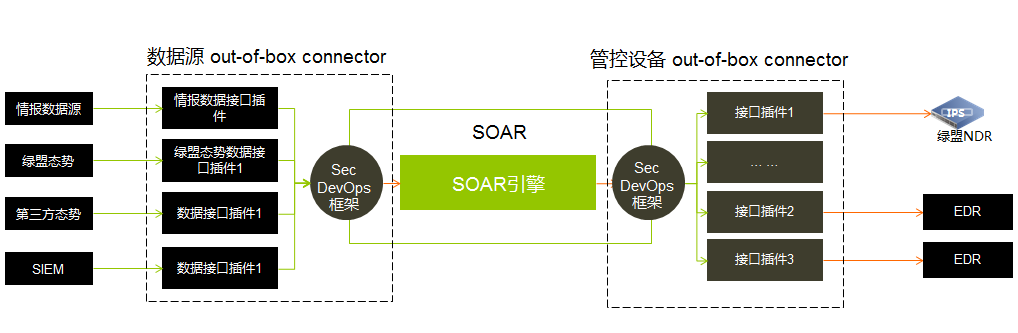 数据源 out-of-box connector
管控设备 out-of-box connector
情报数据源
绿盟态势
第三方态势
SIEM
情报数据接口插
件
绿盟态势数据接
口插件1
数据接口插件1
数据接口插件1
Sec
DevOps
框架
SOAR
SOAR引擎
Sec
DevOps
框架
接口插件1
... ...
接口插件2
接口插件3
IPS
绿盟NDR
EDR
EDR